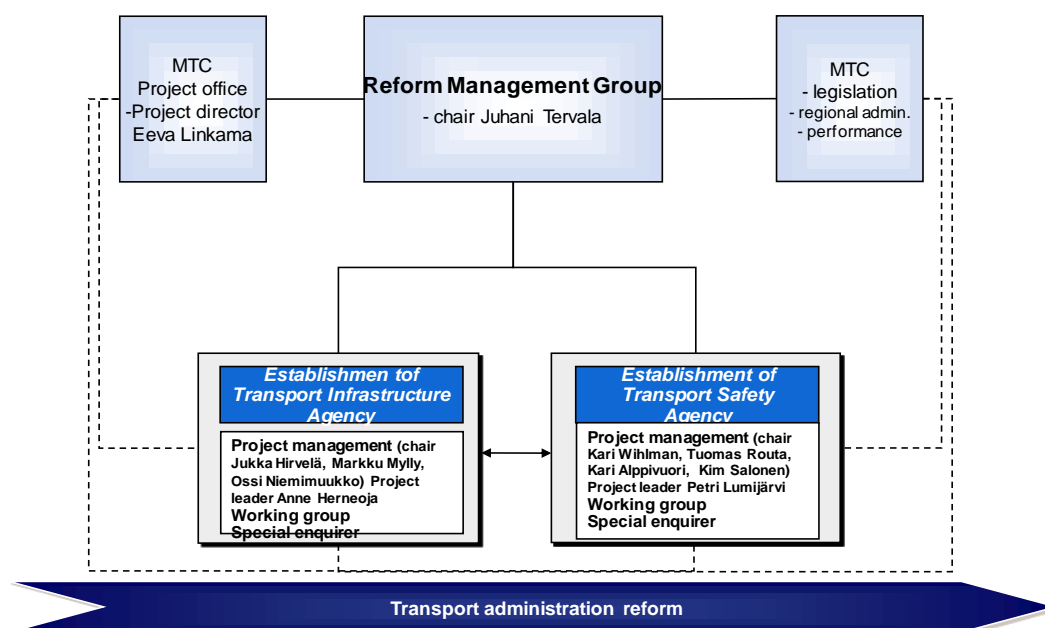 MTC
Project office
-Project director
Eeva Linkama
Reform Management Group
- chair Juhani Tervala
MTC
- legislation
- regional admin.
- performance
Establishmen tof
Transport Infrastructure
Agency
Project management (chair
Jukka Hirvelä, Markku Mylly,
Ossi Niemimuukko) Project
leader Anne Herneoja
Working group
Special enquirer
Establishment of
Transport Safety
Agency
Project management (chair
Kari Wihlman, Tuomas Routa,
Kari Alppivuori, Kim Salonen)
Project leader Petri Lumijärvi
Working group
Special enquirer
Transport administration reform